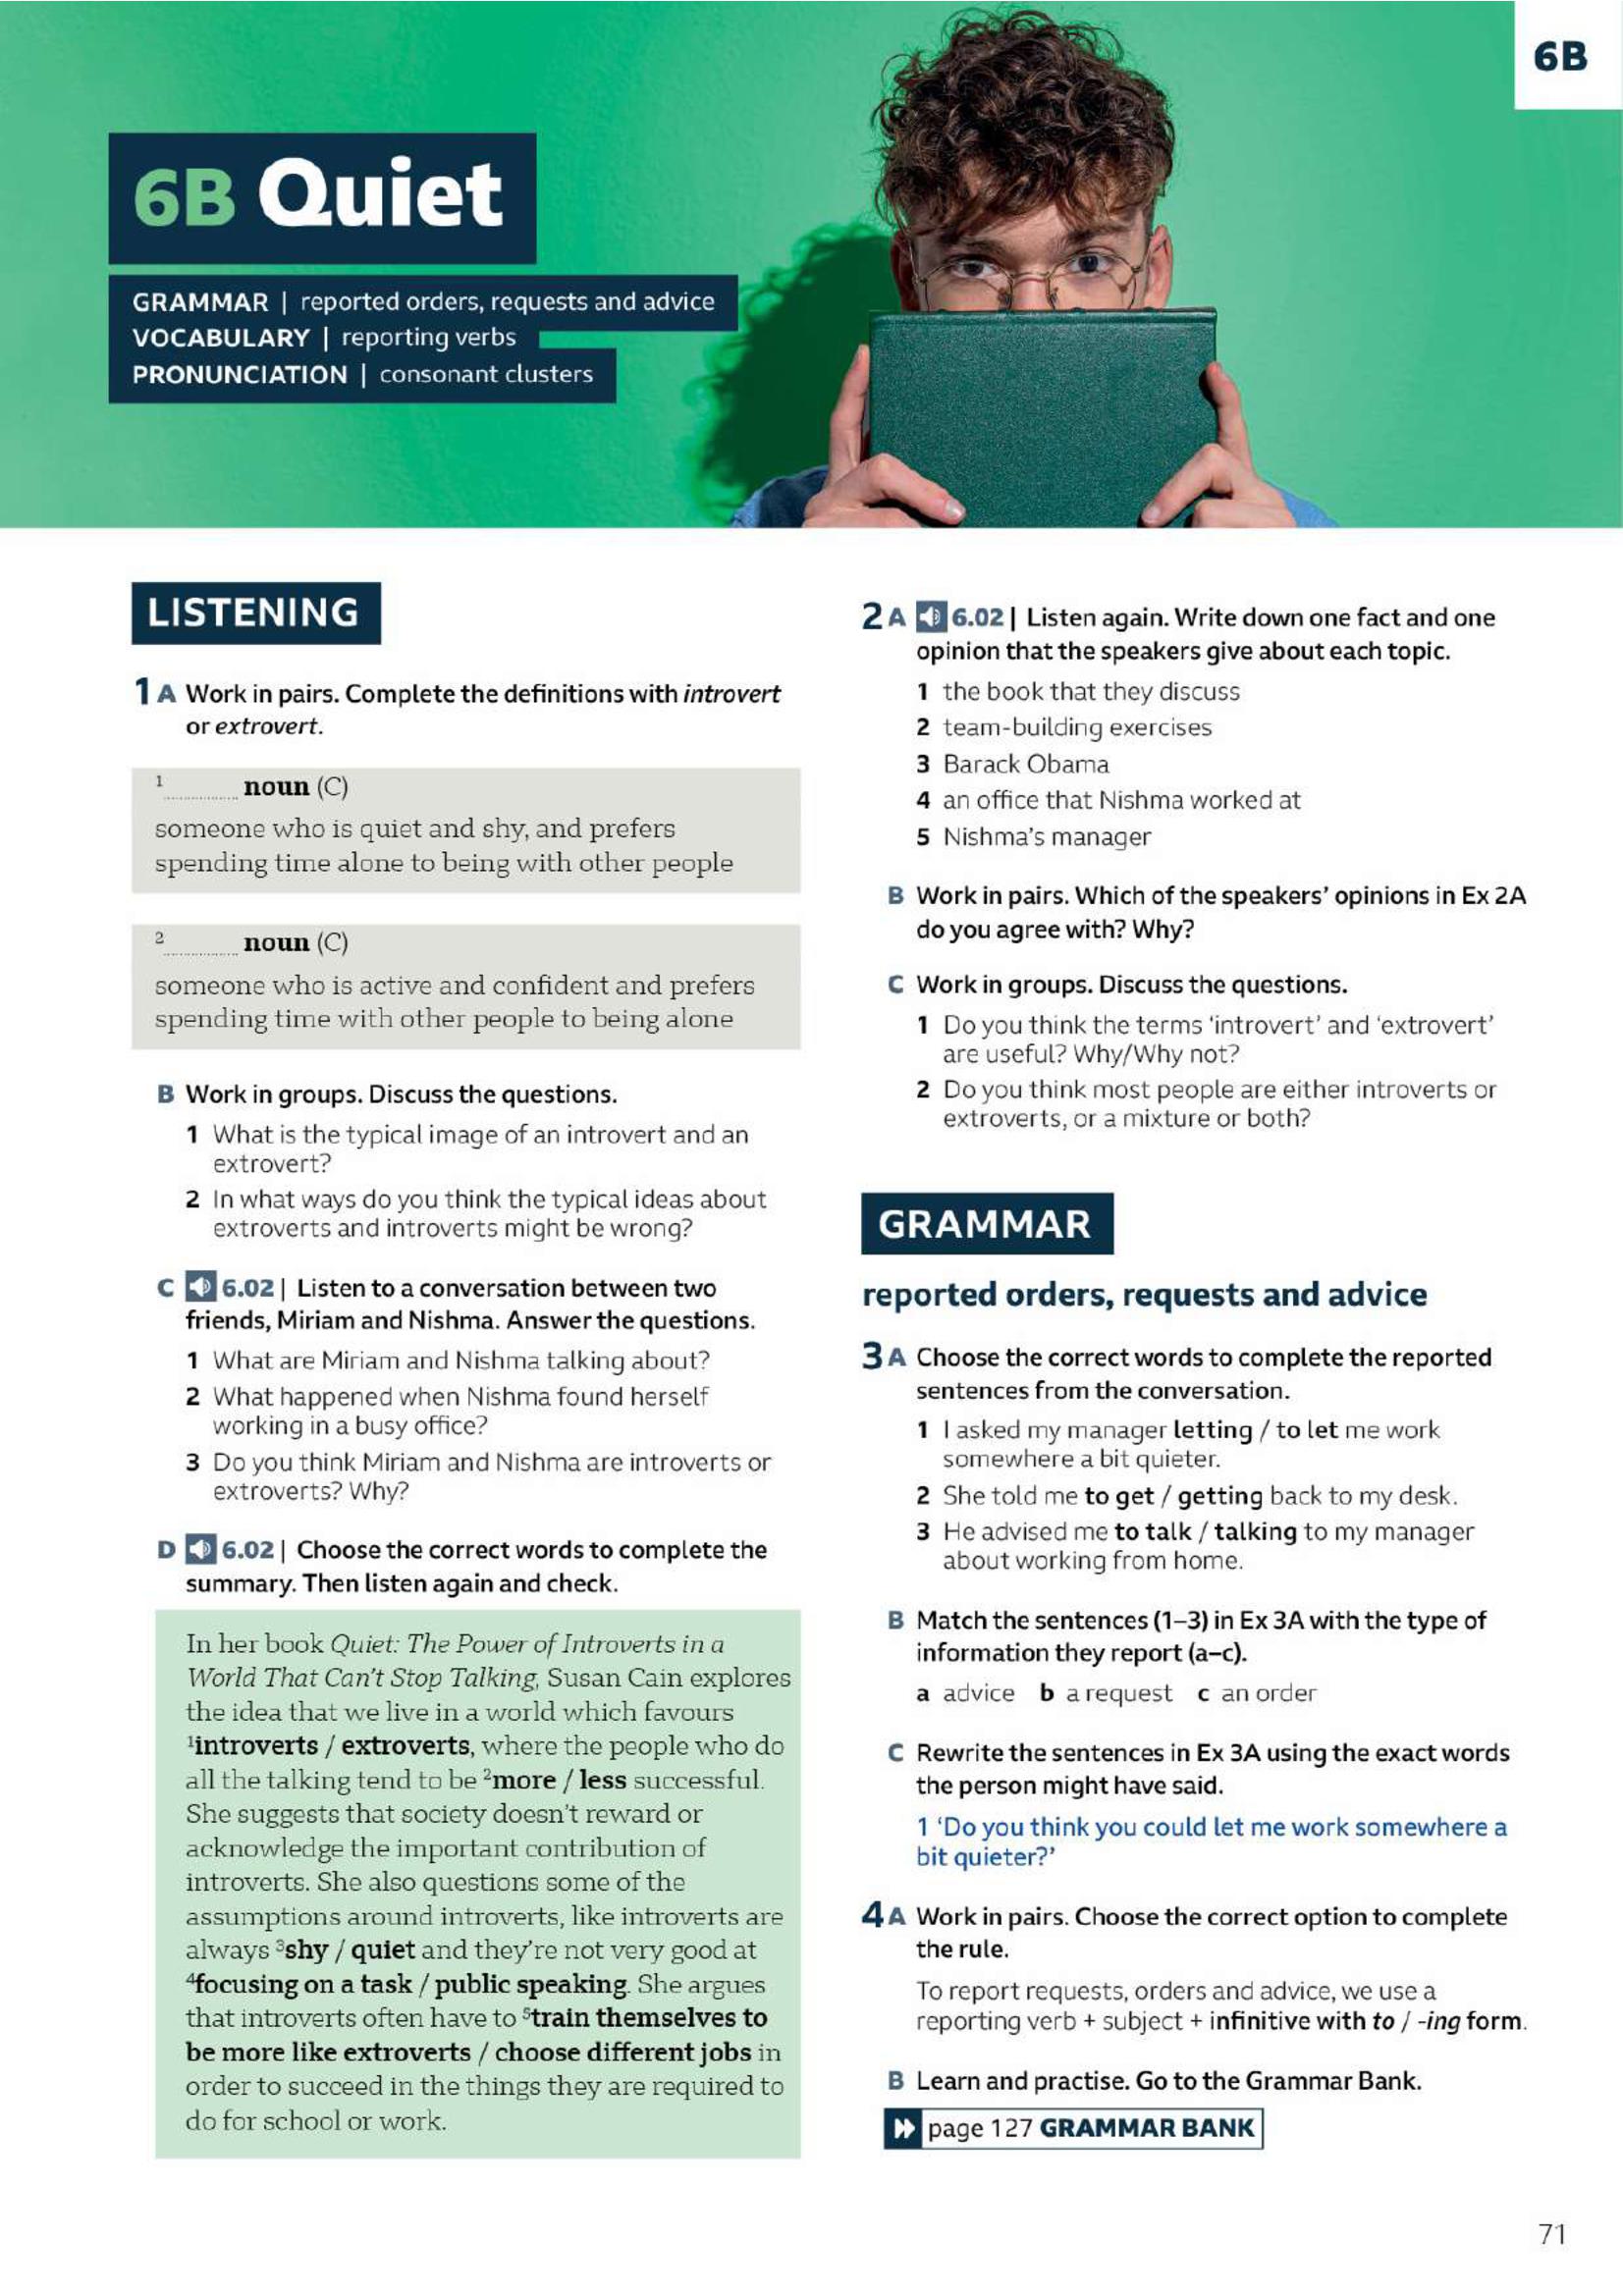 6B
6B Quiet
GRAMMAR | reported orders, requests and advice
VOCABULARY | reporting verbs
PRONUNCIATION | consonant clusters
LISTENING
1 A Work in pairs. Complete the definitions with introvert
or extrovert.
1 ............... noun (C)
someone who is quiet and shy, and prefers
spending time alone to being with other people
2 ............... noun (C)
someone who is active and confident and prefers
spending time with other people to being alone
B Work in groups. Discuss the questions.
1 What is the typical image of an introvert and an
extrovert?
2 In what ways do you think the typical ideas about
extroverts and introverts might be wrong?
C 6.02 | Listen to a conversation between two
friends, Miriam and Nishma. Answer the questions.
1 What are Miriam and Nishma talking about?
2 What happened when Nishma found herself
working in a busy office?
3 Do you think Miriam and Nishma are introverts or
extroverts? Why?
D 6.02 | Choose the correct words to complete the
summary. Then listen again and check.
In her book Quiet: The Power of Introverts in a
World That Can't Stop Talking, Susan Cain explores
the idea that we live in a world which favours
1introverts / extroverts, where the people who do
all the talking tend to be 2more / less successful.
She suggests that society doesn't reward or
acknowledge the important contribution of
introverts. She also questions some of the
assumptions around introverts, like introverts are
always 3shy / quiet and they're not very good at
4focusing on a task / public speaking. She argues
that introverts often have to 5train themselves to
be more like extroverts / choose different jobs in
order to succeed in the things they are required to
do for school or work.
2 A 6.02 | Listen again. Write down one fact and one
opinion that the speakers give about each topic.
1 the book that they discuss
2 team-building exercises
3 Barack Obama
4 an office that Nishma worked at
5 Nishma's manager
B Work in pairs. Which of the speakers' opinions in Ex 2A
do you agree with? Why?
C Work in groups. Discuss the questions.
1 Do you think the terms 'introvert' and 'extrovert'
are useful? Why/Why not?
2 Do you think most people are either introverts or
extroverts, or a mixture or both?
GRAMMAR
reported orders, requests and advice
3 A Choose the correct words to complete the reported
sentences from the conversation.
1 I asked my manager letting / to let me work
somewhere a bit quieter.
2 She told me to get / getting back to my desk.
3 He advised me to talk / talking to my manager
about working from home.
B Match the sentences (1–3) in Ex 3A with the type of
information they report (a–c).
a advice b a request c an order
C Rewrite the sentences in Ex 3A using the exact words
the person might have said.
1 'Do you think you could let me work somewhere a
bit quieter?'
4 A Work in pairs. Choose the correct option to complete
the rule.
To report requests, orders and advice, we use a
reporting verb + subject + infinitive with to / -ing form.
B Learn and practise. Go to the Grammar Bank.
page 127 GRAMMAR BANK
71